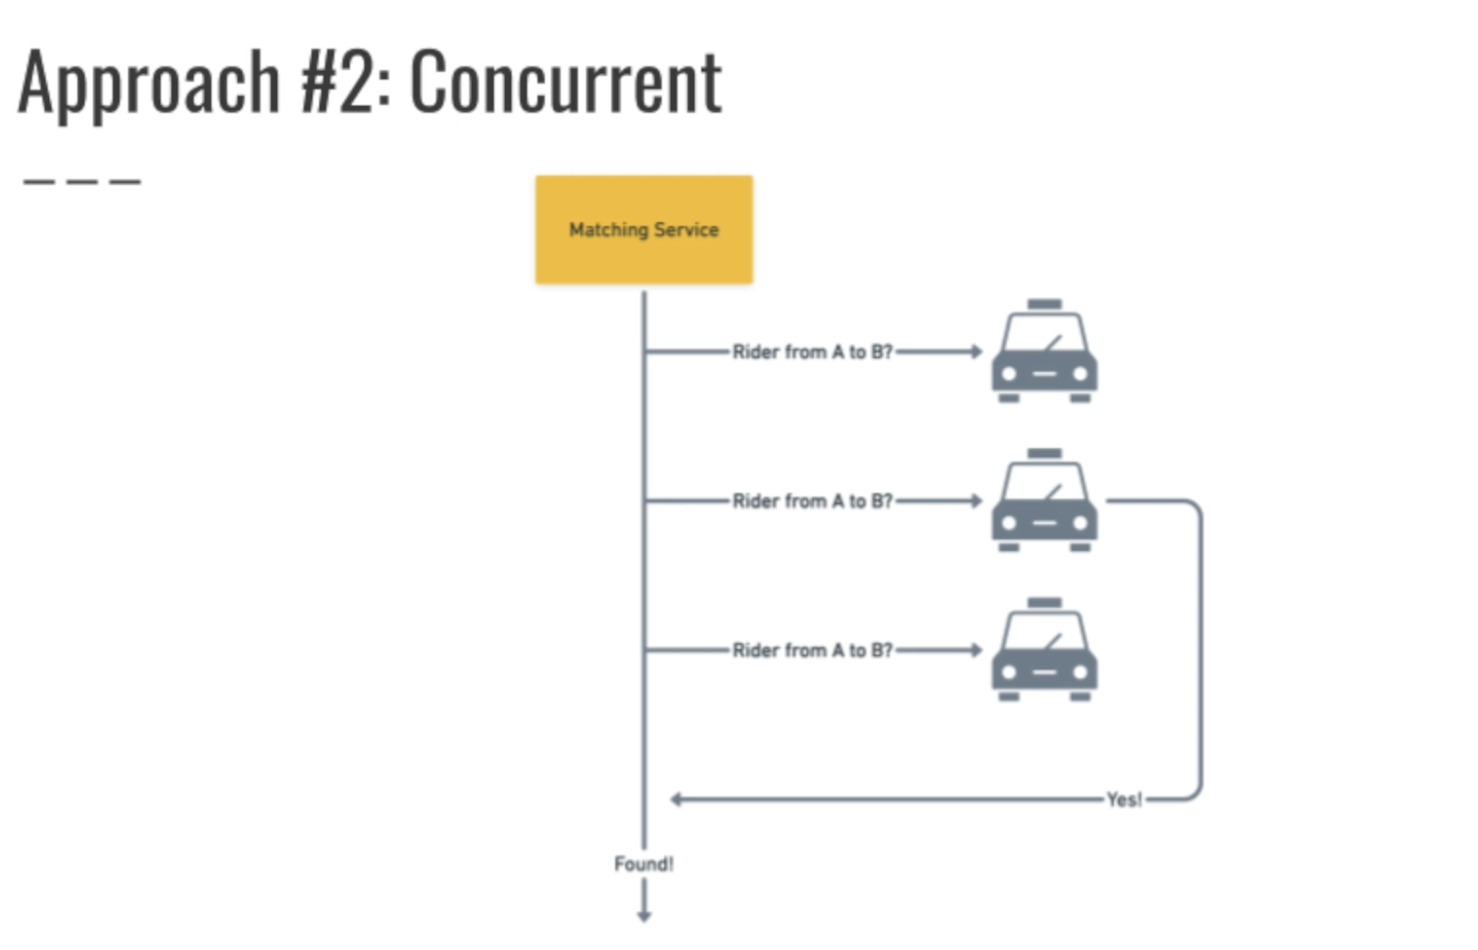 Approach #2: Concurrent
Matching Service
Rider from A to B?
Rider from A to B?
Rider from A to B?
Yes!
Found!